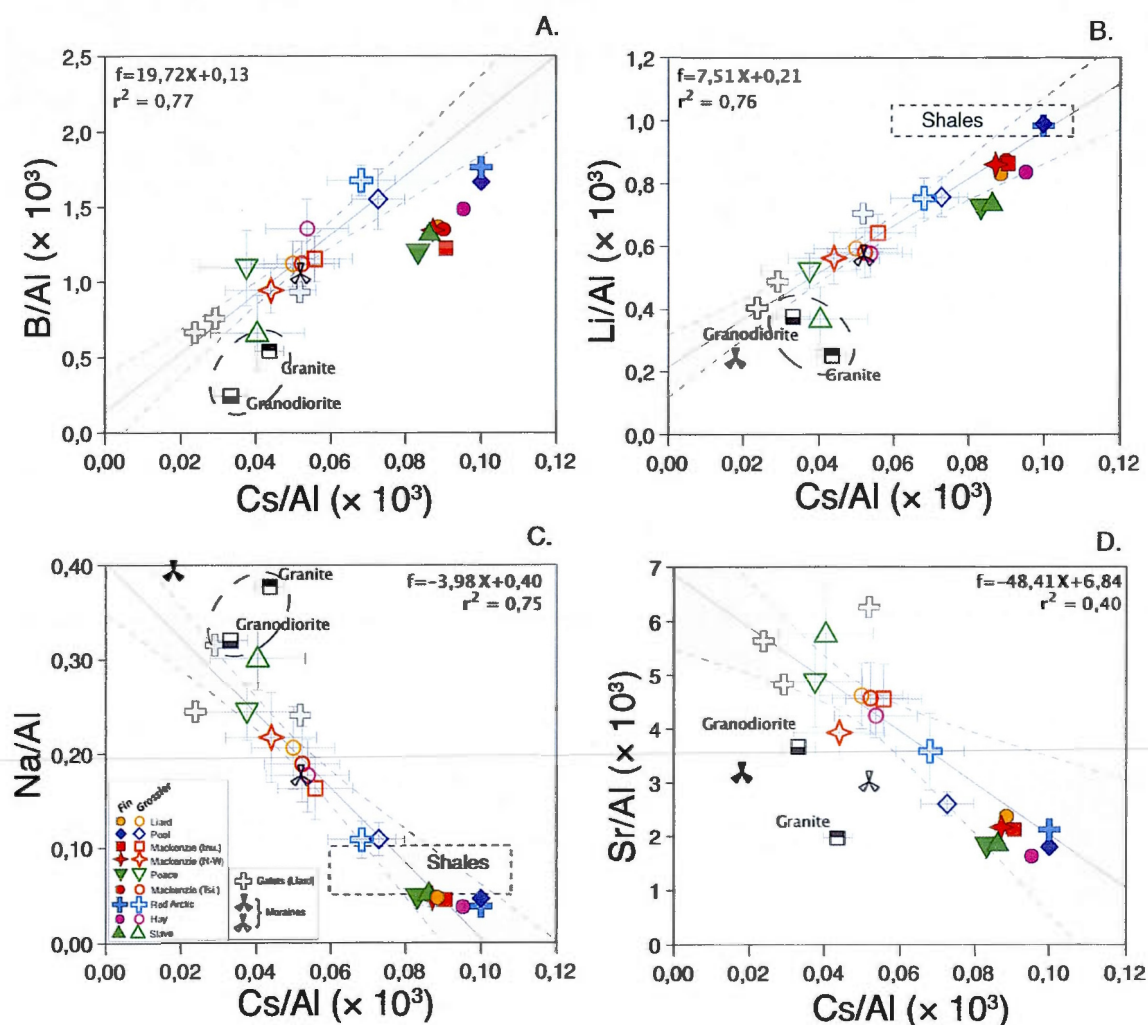 A.
f=19,72X+0,13
r² = 0,77
2,5
2,0
1,5
1,0
0,5
0,0
B/Al (× 10³)
Granite
Granodiorite
0,00 0,02 0,04 0,06 0,08 0,10 0,12
Cs/Al (× 10³)
B.
f=7,51X+0,21
r² = 0,76
1,2
1,0
0,8
0,6
0,4
0,2
0,0
Li/Al (× 10³)
Shales
Granodiorite
Granite
0,00 0,02 0,04 0,06 0,08 0,10 0,12
Cs/Al (× 10³)
C.
f=-3,98X+0,40
r² = 0,75
0,40
0,30
0,20
0,10
0,00
Na/Al
Granite
Granodiorite
Shales
Fin Grossier
Liard
Peel
Mackenzie (Inu.)
Mackenzie (N-W)
Peace
Mackenzie (Tsi.)
Red Arctic
Hay
Slave
Galets (Liard)
Moraines
0,00 0,02 0,04 0,06 0,08 0,10 0,12
Cs/Al (× 10³)
D.
f=-48,41X+6,84
r² = 0,40
7
6
5
4
3
2
1
0
Sr/Al (× 10³)
Granodiorite
Granite
0,00 0,02 0,04 0,06 0,08 0,10 0,12
Cs/Al (× 10³)